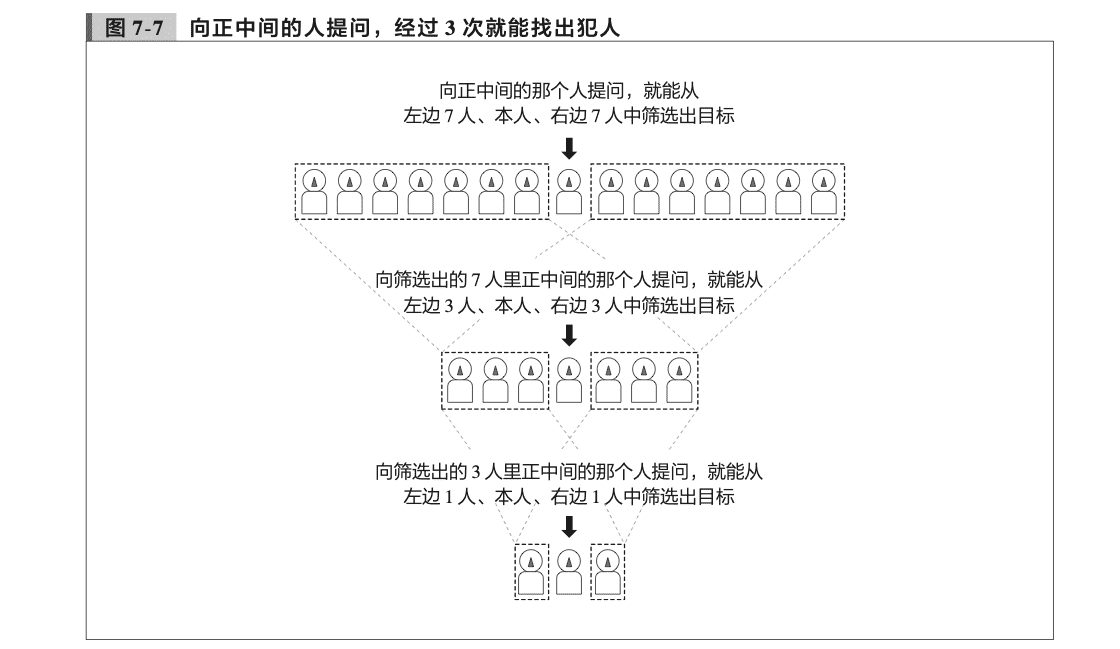 图 7-7 向正中间的人提问，经过 3 次就能找出犯人
向正中间的那个人提问，就能从
左边 7 人、本人、右边 7 人中筛选出目标
向筛选出的 7 人里正中间的那个人提问，就能从
左边 3 人、本人、右边 3 人中筛选出目标
向筛选出的 3 人里正中间的那个人提问，就能从
左边 1 人、本人、右边 1 人中筛选出目标